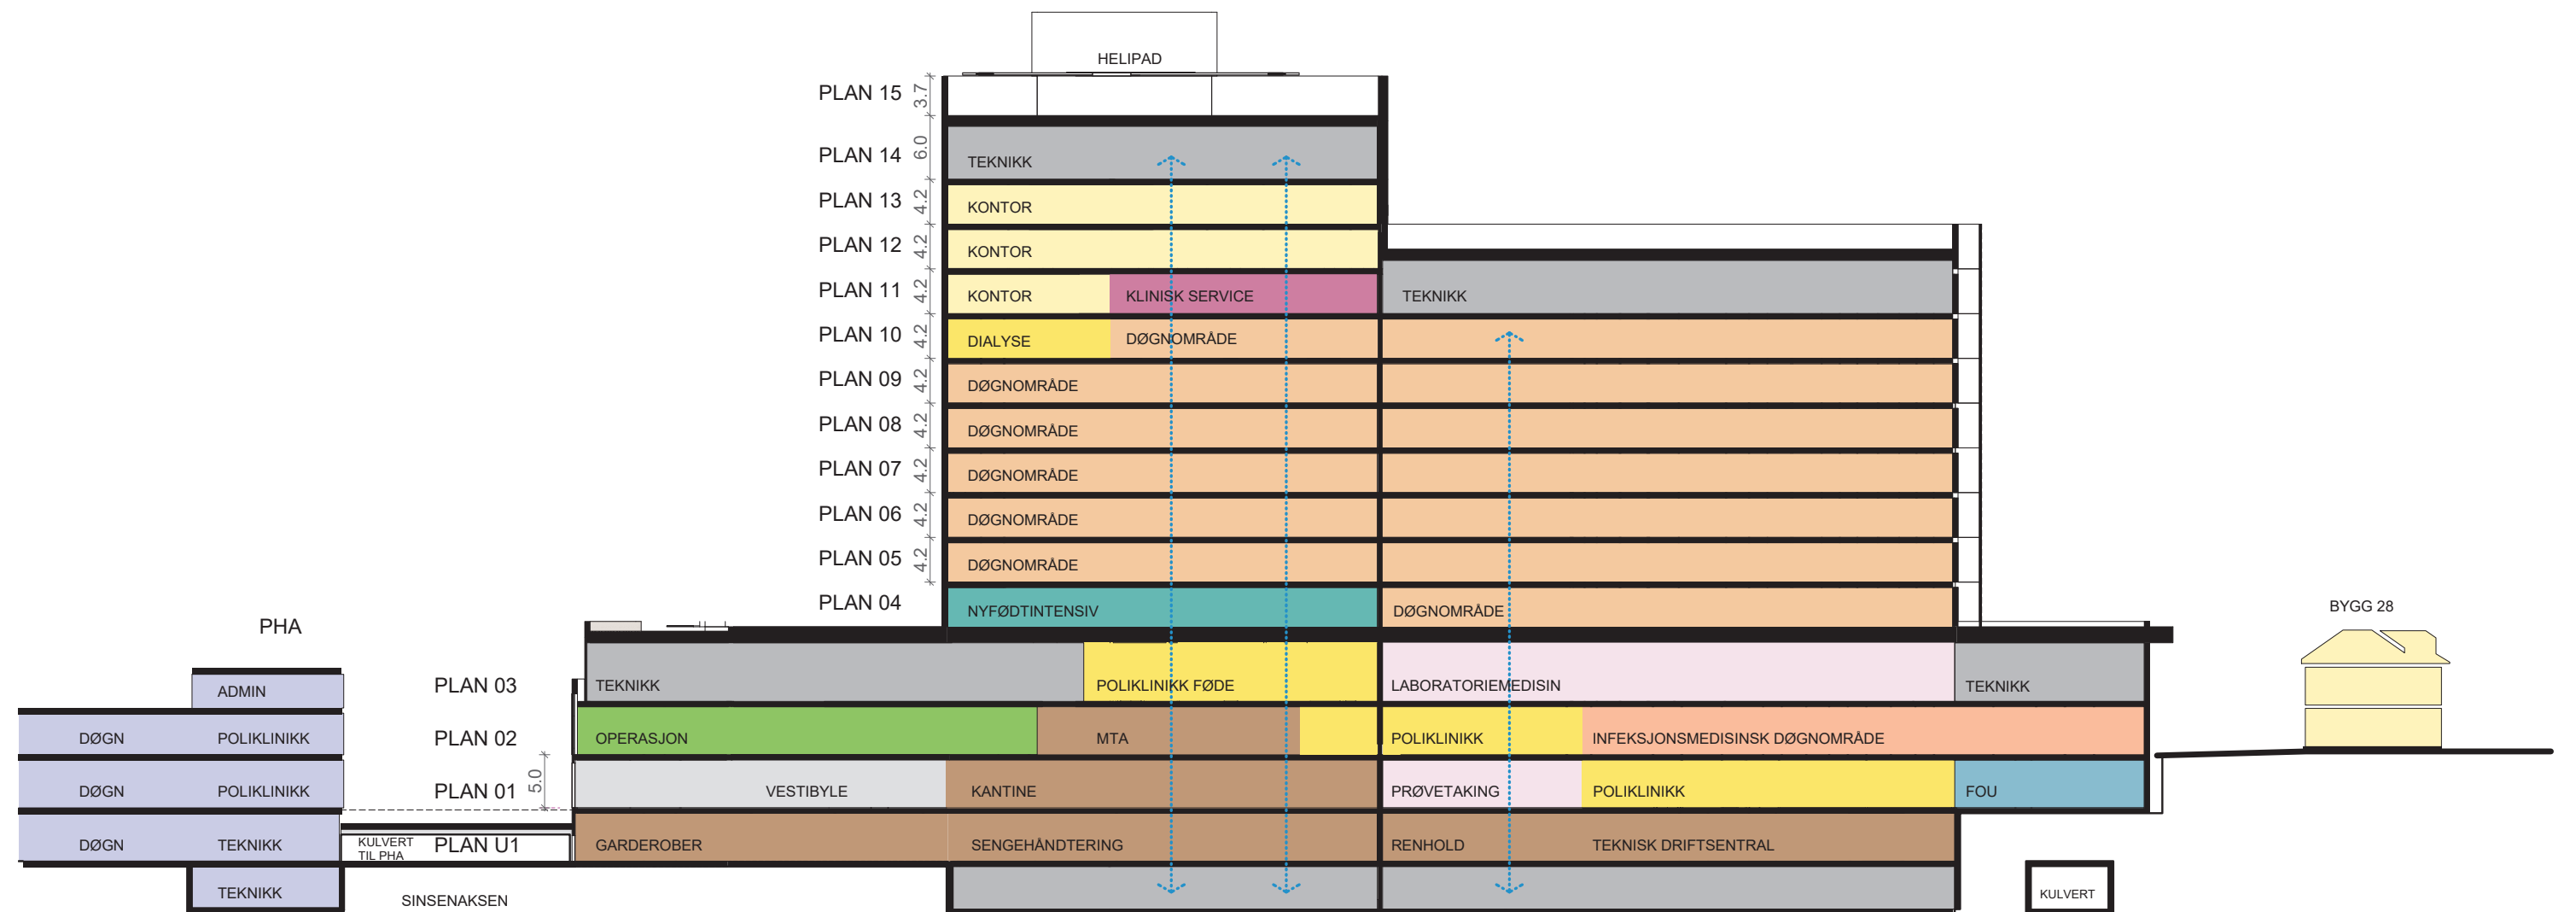 HELIPAD
PLAN 15 3.7
PLAN 14 6.0 TEKNIKK
PLAN 13 4.2 KONTOR
PLAN 12 4.2 KONTOR
PLAN 11 4.2 KONTOR KLINISK SERVICE TEKNIKK
PLAN 10 4.2 DIALYSE DØGNOMRÅDE
PLAN 09 4.2 DØGNOMRÅDE
PLAN 08 4.2 DØGNOMRÅDE
PLAN 07 4.2 DØGNOMRÅDE
PLAN 06 4.2 DØGNOMRÅDE
PLAN 05 4.2 DØGNOMRÅDE
PLAN 04 NYFØDTINTENSIV DØGNOMRÅDE
PHA
BYGG 28
ADMIN PLAN 03 TEKNIKK POLIKLINIKK FØDE LABORATORIEMEDISIN TEKNIKK
DØGN POLIKLINIKK PLAN 02 OPERASJON MTA POLIKLINIKK INFEKSJONSMEDISINSK DØGNOMRÅDE
DØGN POLIKLINIKK PLAN 01 5.0 VESTIBYLE KANTINE PRØVETAKING POLIKLINIKK FOU
DØGN TEKNIKK KULVERT PLAN U1 GARDEROBER SENGEHÅNDTERING RENHOLD TEKNISK DRIFTSENTRAL
TIL PHA
TEKNIKK SINSENAKSEN KULVERT